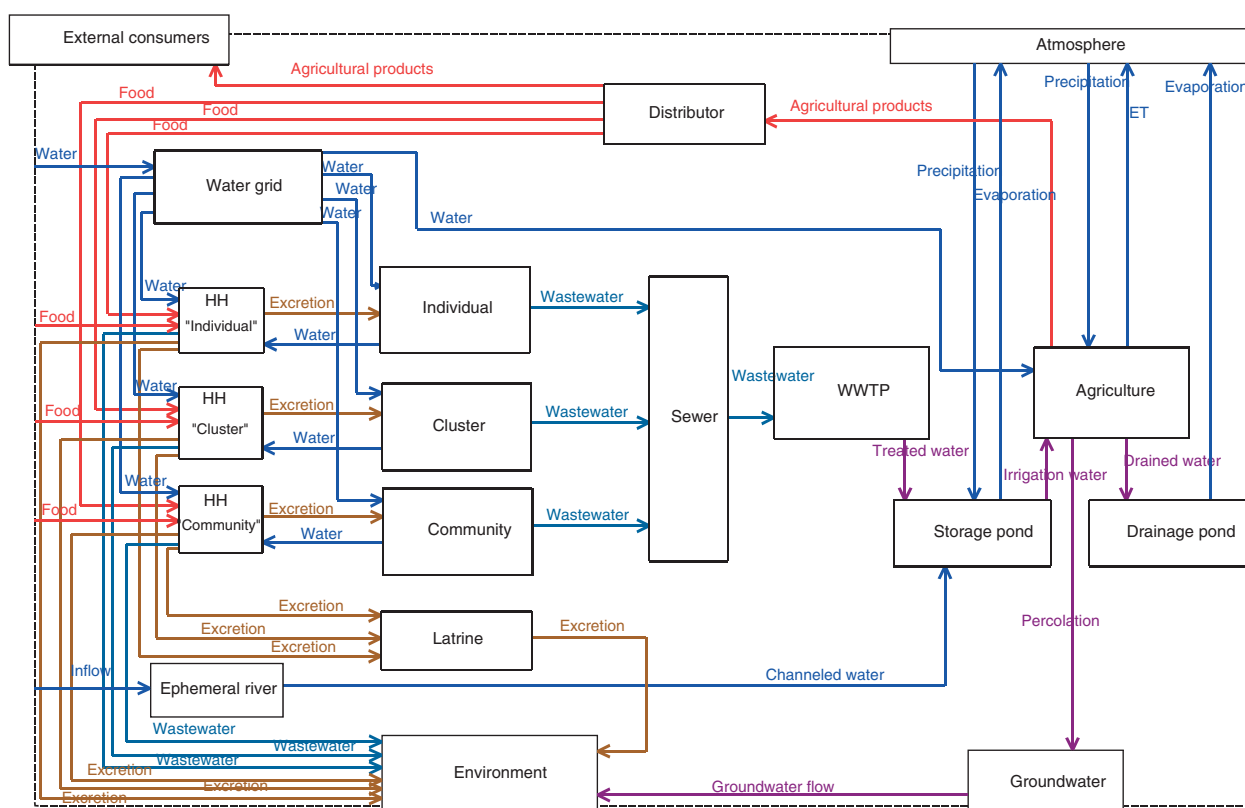 External consumers
Atmosphere
Agricultural products
Precipitation
Evaporation
Food
Food
Food
Distributor
Agricultural products
ET
Water
Water grid
Water
Water
Water
Water
Precipitation
Evaporation
Water
HH
"Individual"
Excretion
Individual
Wastewater
Food
Water
Water
HH
"Cluster"
Excretion
Cluster
Wastewater
Sewer
Wastewater
WWTP
Agriculture
Food
Water
Treated water
Irrigation water
Drained water
Water
HH
Community"
Excretion
Community
Wastewater
Food
Water
Storage pond
Drainage pond
Excretion
Excretion
Excretion
Latrine
Excretion
Percolation
Inflow
Ephemeral river
Channeled water
Wastewater
Wastewater
Wastewater
Excretion
Excretion
Excretion
Environment
Groundwater flow
Groundwater